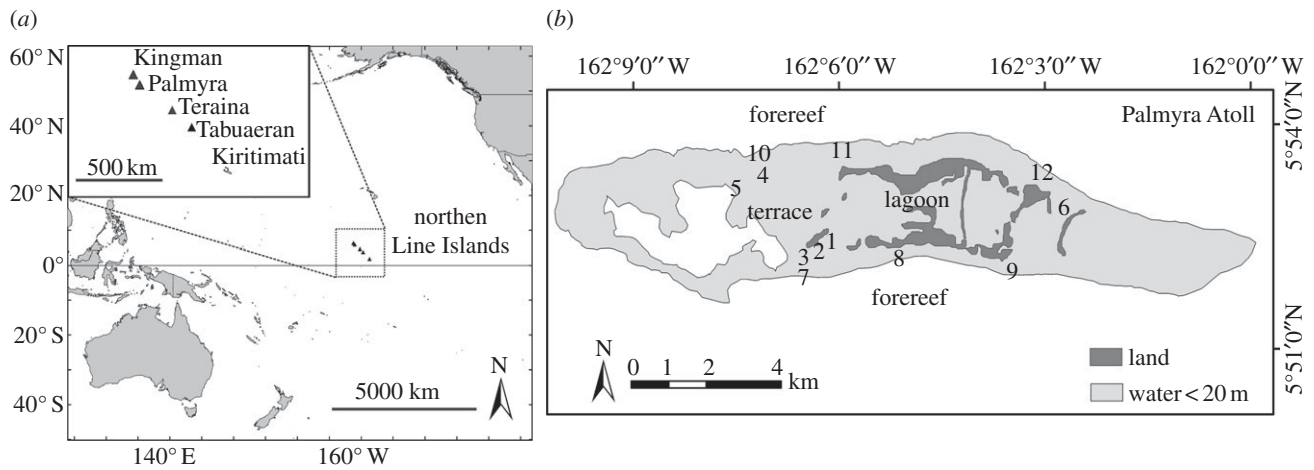 (a)
60° N
40° N
20° N
0°
20° S
40° S
140° E
160° W
Kingman
Palmyra
Teraina
Tabuaeran
Kiritimati
500 km
northen
Line Islands
N
5000 km
(b)
162°9′0″ W
162°6′0″ W
162°3′0″ W
162°0′0″ W
forereef
Palmyra Atoll
5°54′0″N
10
11
12
4
5
6
lagoon
terrace
1
2
3
7
8
9
forereef
N
0 1 2 4
km
land
water < 20 m
5°51′0″N